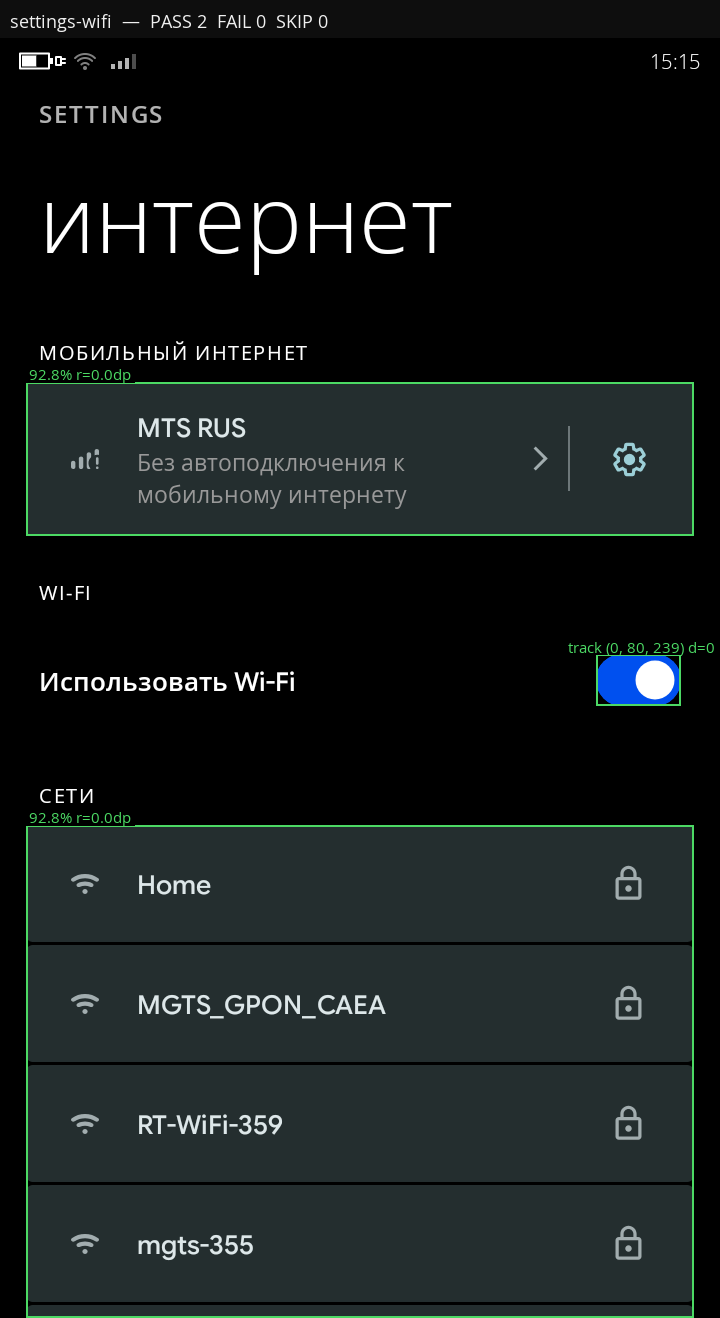 settings-wifi — PASS 2 FAIL 0 SKIP 0
15:15
SETTINGS
интернет
МОБИЛЬНЫЙ ИНТЕРНЕТ
92.8% r=0.0dp
MTS RUS
Без автоподключения к
мобильному интернету
WI-FI
track (0, 80, 239) d=0
Использовать Wi-Fi
СЕТИ
92.8% r=0.0dp
Home
MGTS_GPON_CAEA
RT-WiFi-359
mgts-355